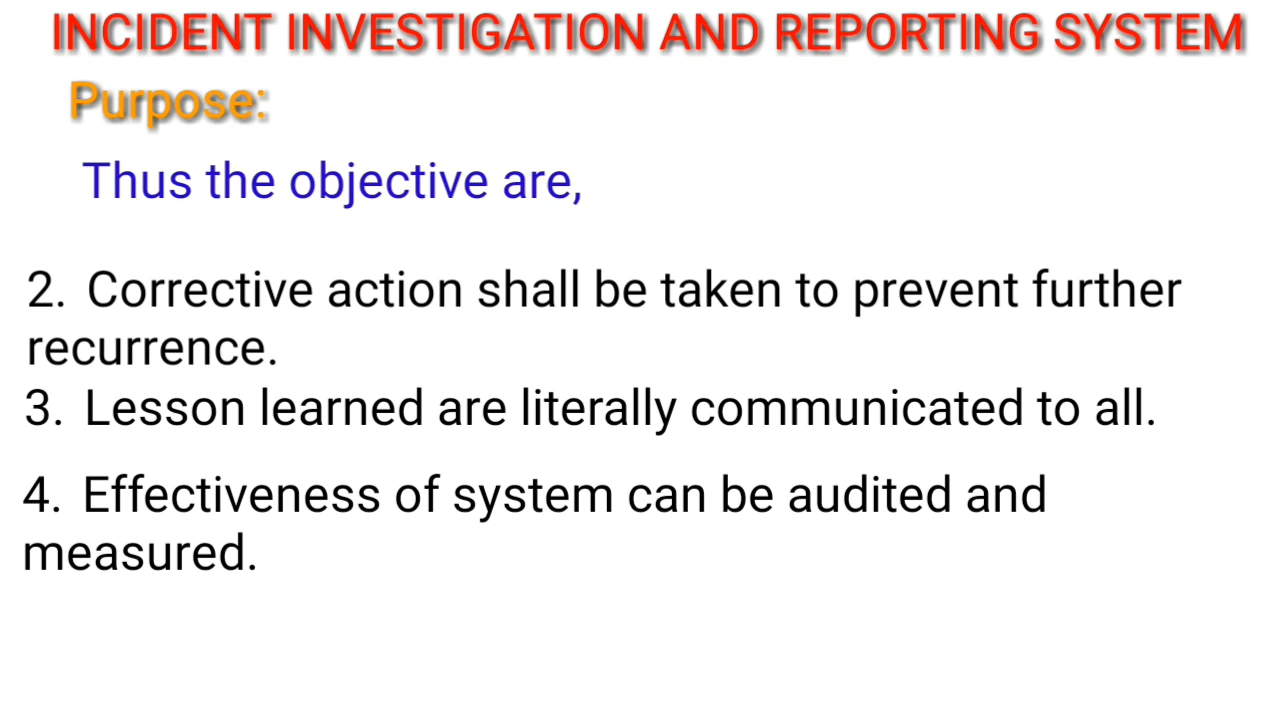 INCIDENT INVESTIGATION AND REPORTING SYSTEM
Purpose:
Thus the objective are,
2. Corrective action shall be taken to prevent further
recurrence.
3. Lesson learned are literally communicated to all.
4. Effectiveness of system can be audited and
measured.